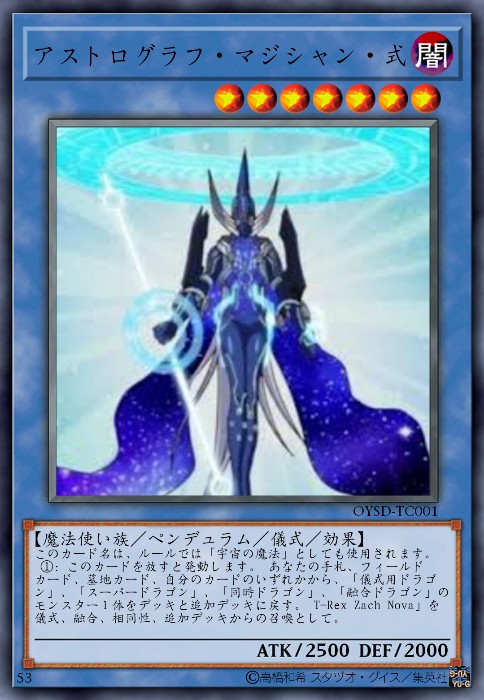 アストログラフ・マジシャン・式 闇
OYSD-TC001
【魔法使い族／ペンデュラム／儀式／効果】
このカード名は、ルールでは「宇宙の魔法」としても使用されます。
①: このカードを放すと発動します。 あなたの手札、フィールド
カード、墓地カード、自分のカードのいずれかから、「儀式用ドラゴ
ン」、「スーパードラゴン」、「同時ドラゴン」、「融合ドラゴン」の
モンスター１体をデッキと追加デッキに戻す。 T-Rex Zach Nova」を
儀式、融合、相同性、追加デッキからの召喚として。
ATK/2500 DEF/2000
53
©高橋和希 スタヅオ・グイス／集英社